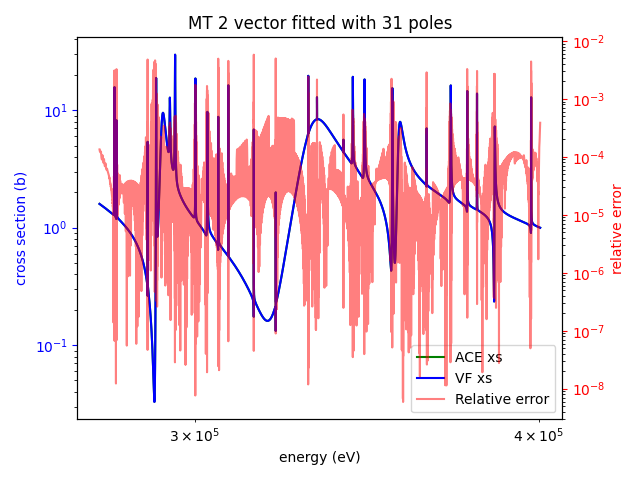 MT 2 vector fitted with 31 poles
cross section (b)
10¹
10⁰
10⁻¹
10⁻²
10⁻³
10⁻⁴
10⁻⁵
10⁻⁶
10⁻⁷
10⁻⁸
relative error
ACE xs
VF xs
Relative error
3 × 10⁵
4 × 10⁵
energy (eV)